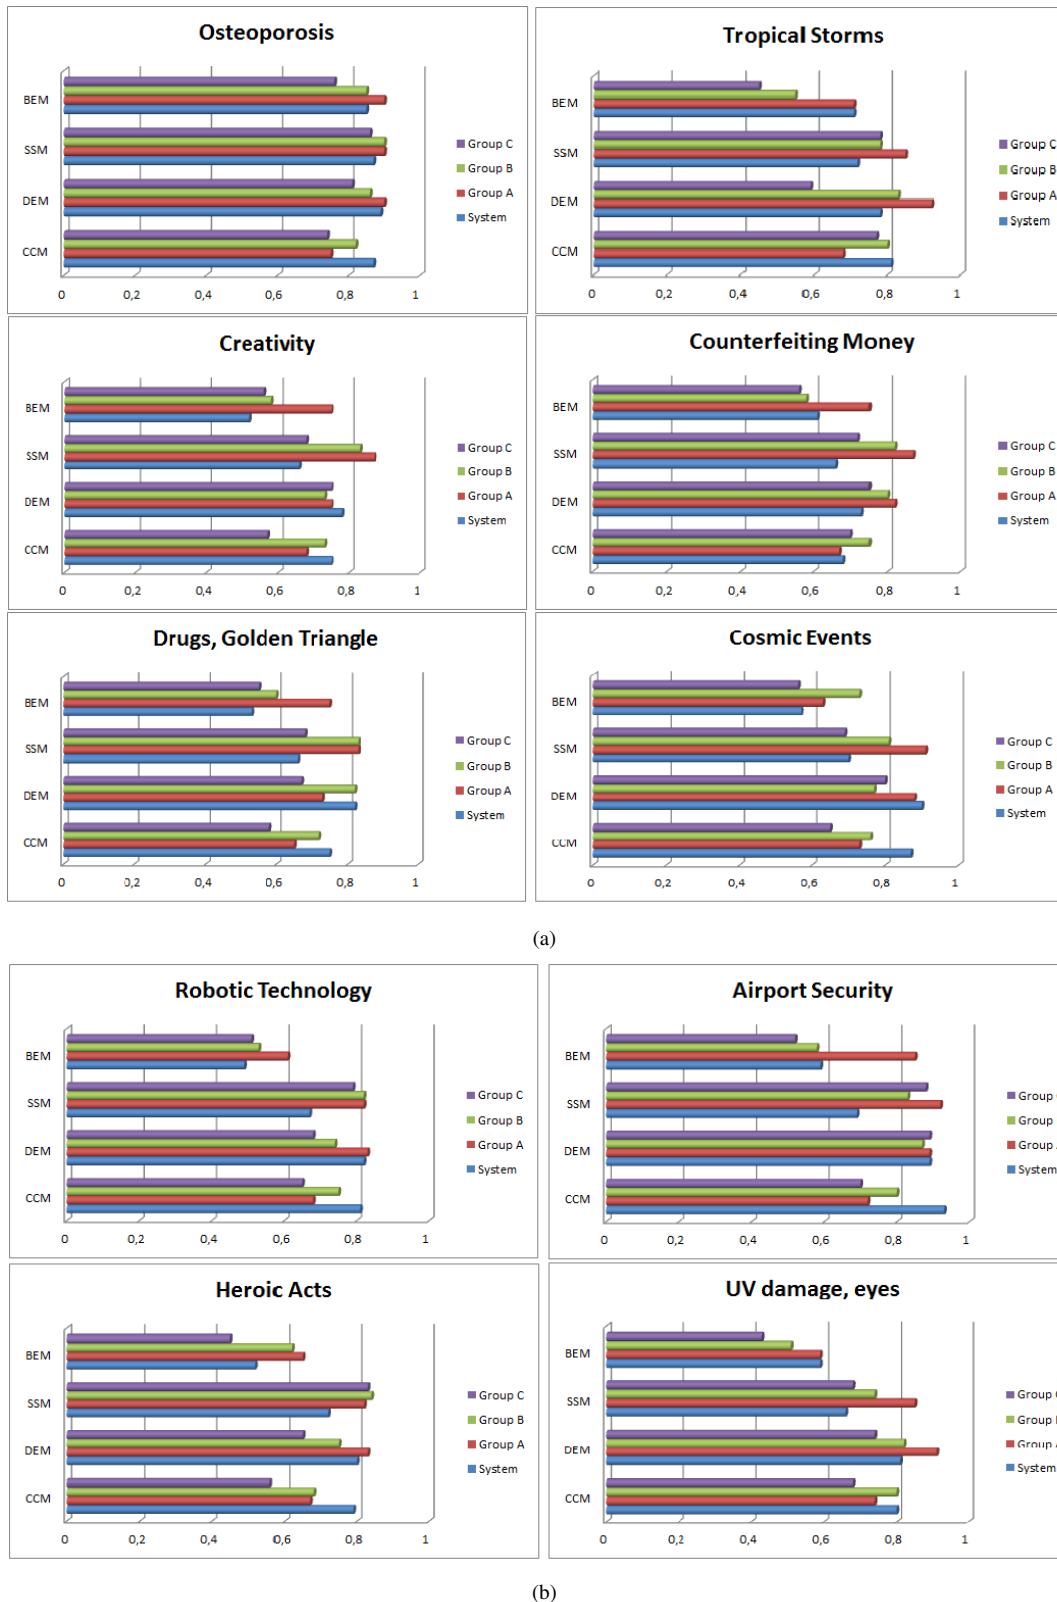 Osteoporosis
BEM
SSM
DEM
CCM
0 0,2 0,4 0,6 0,8 1
Group C
Group B
Group A
System
Tropical Storms
BEM
SSM
DEM
CCM
0 0,2 0,4 0,6 0,8 1
Group C
Group B
Group A
System
Creativity
BEM
SSM
DEM
CCM
0 0,2 0,4 0,6 0,8 1
Group C
Group B
Group A
System
Counterfeiting Money
BEM
SSM
DEM
CCM
0 0,2 0,4 0,6 0,8 1
Group C
Group B
Group A
System
Drugs, Golden Triangle
BEM
SSM
DEM
CCM
0 0,2 0,4 0,6 0,8 1
Group C
Group B
Group A
System
Cosmic Events
BEM
SSM
DEM
CCM
0 0,2 0,4 0,6 0,8 1
Group C
Group B
Group A
System
(a)
Robotic Technology
BEM
SSM
DEM
CCM
0 0,2 0,4 0,6 0,8 1
Group C
Group B
Group A
System
Airport Security
BEM
SSM
DEM
CCM
0 0,2 0,4 0,6 0,8 1
Group
Group
Group
System
Heroic Acts
BEM
SSM
DEM
CCM
0 0,2 0,4 0,6 0,8 1
Group C
Group B
Group A
System
UV damage, eyes
BEM
SSM
DEM
CCM
0 0,2 0,4 0,6 0,8 1
Group
Group
Group
System
(b)